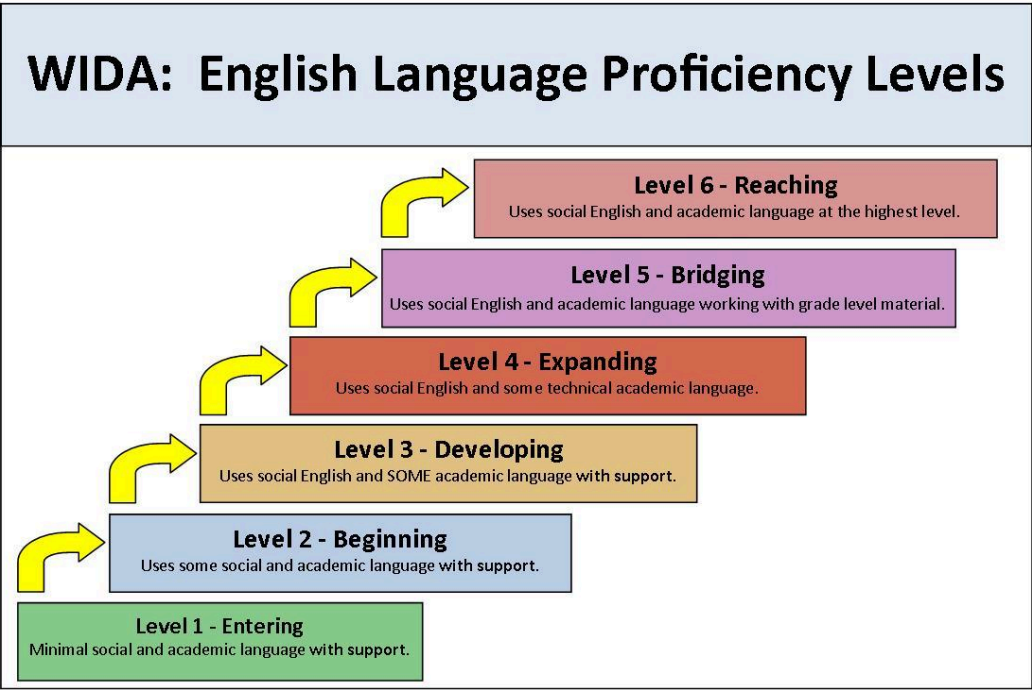 WIDA: English Language Proficiency Levels
Level 6 - Reaching
Uses social English and academic language at the highest level.
Level 5 - Bridging
Uses social English and academic language working with grade level material.
Level 4 - Expanding
Uses social English and some technical academic language.
Level 3 - Developing
Uses social English and SOME academic language with support.
Level 2 - Beginning
Uses some social and academic language with support.
Level 1 - Entering
Minimal social and academic language with support.